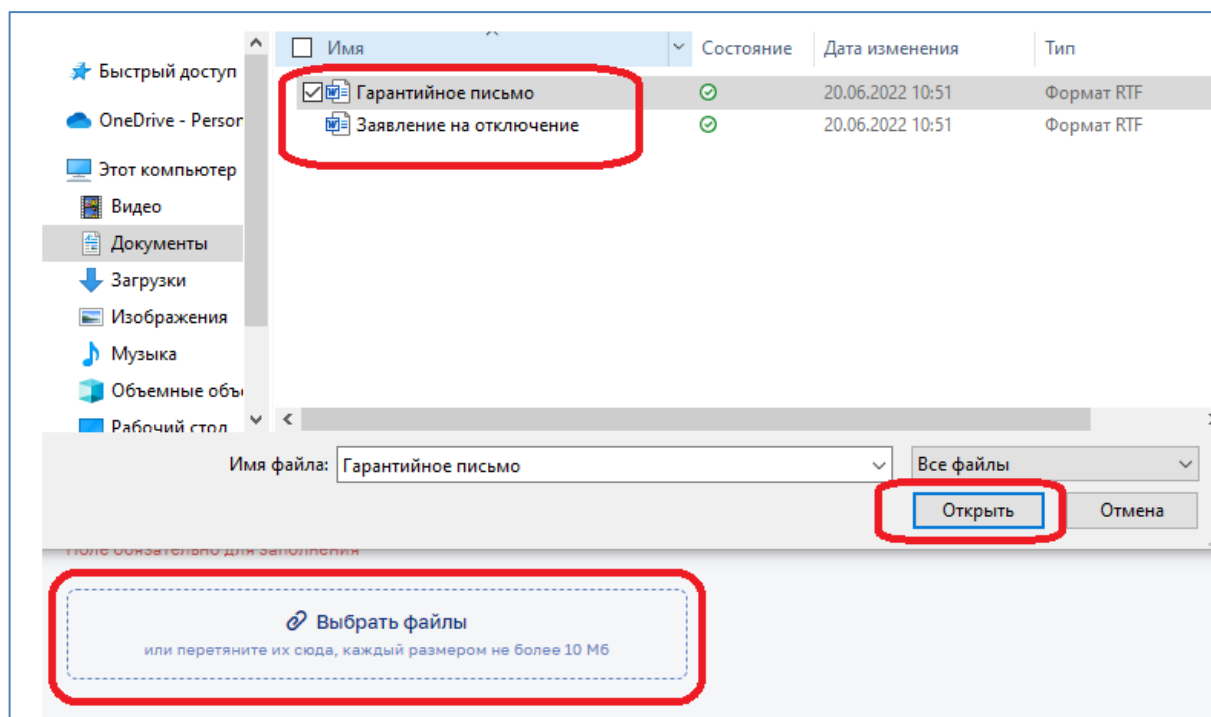 Имя Состояние Дата изменения Тип
Быстрый доступ
Гарантийное письмо 20.06.2022 10:51 Формат RTF
OneDrive - Person
Заявление на отключение 20.06.2022 10:51 Формат RTF
Этот компьютер
Видео
Документы
Загрузки
Изображения
Музыка
Объемные объ
Рабочий стол
Имя файла: Гарантийное письмо Все файлы
Открыть Отмена
Поле обязательно для заполнения
Выбрать файлы
или перетяните их сюда, каждый размером не более 10 Мб